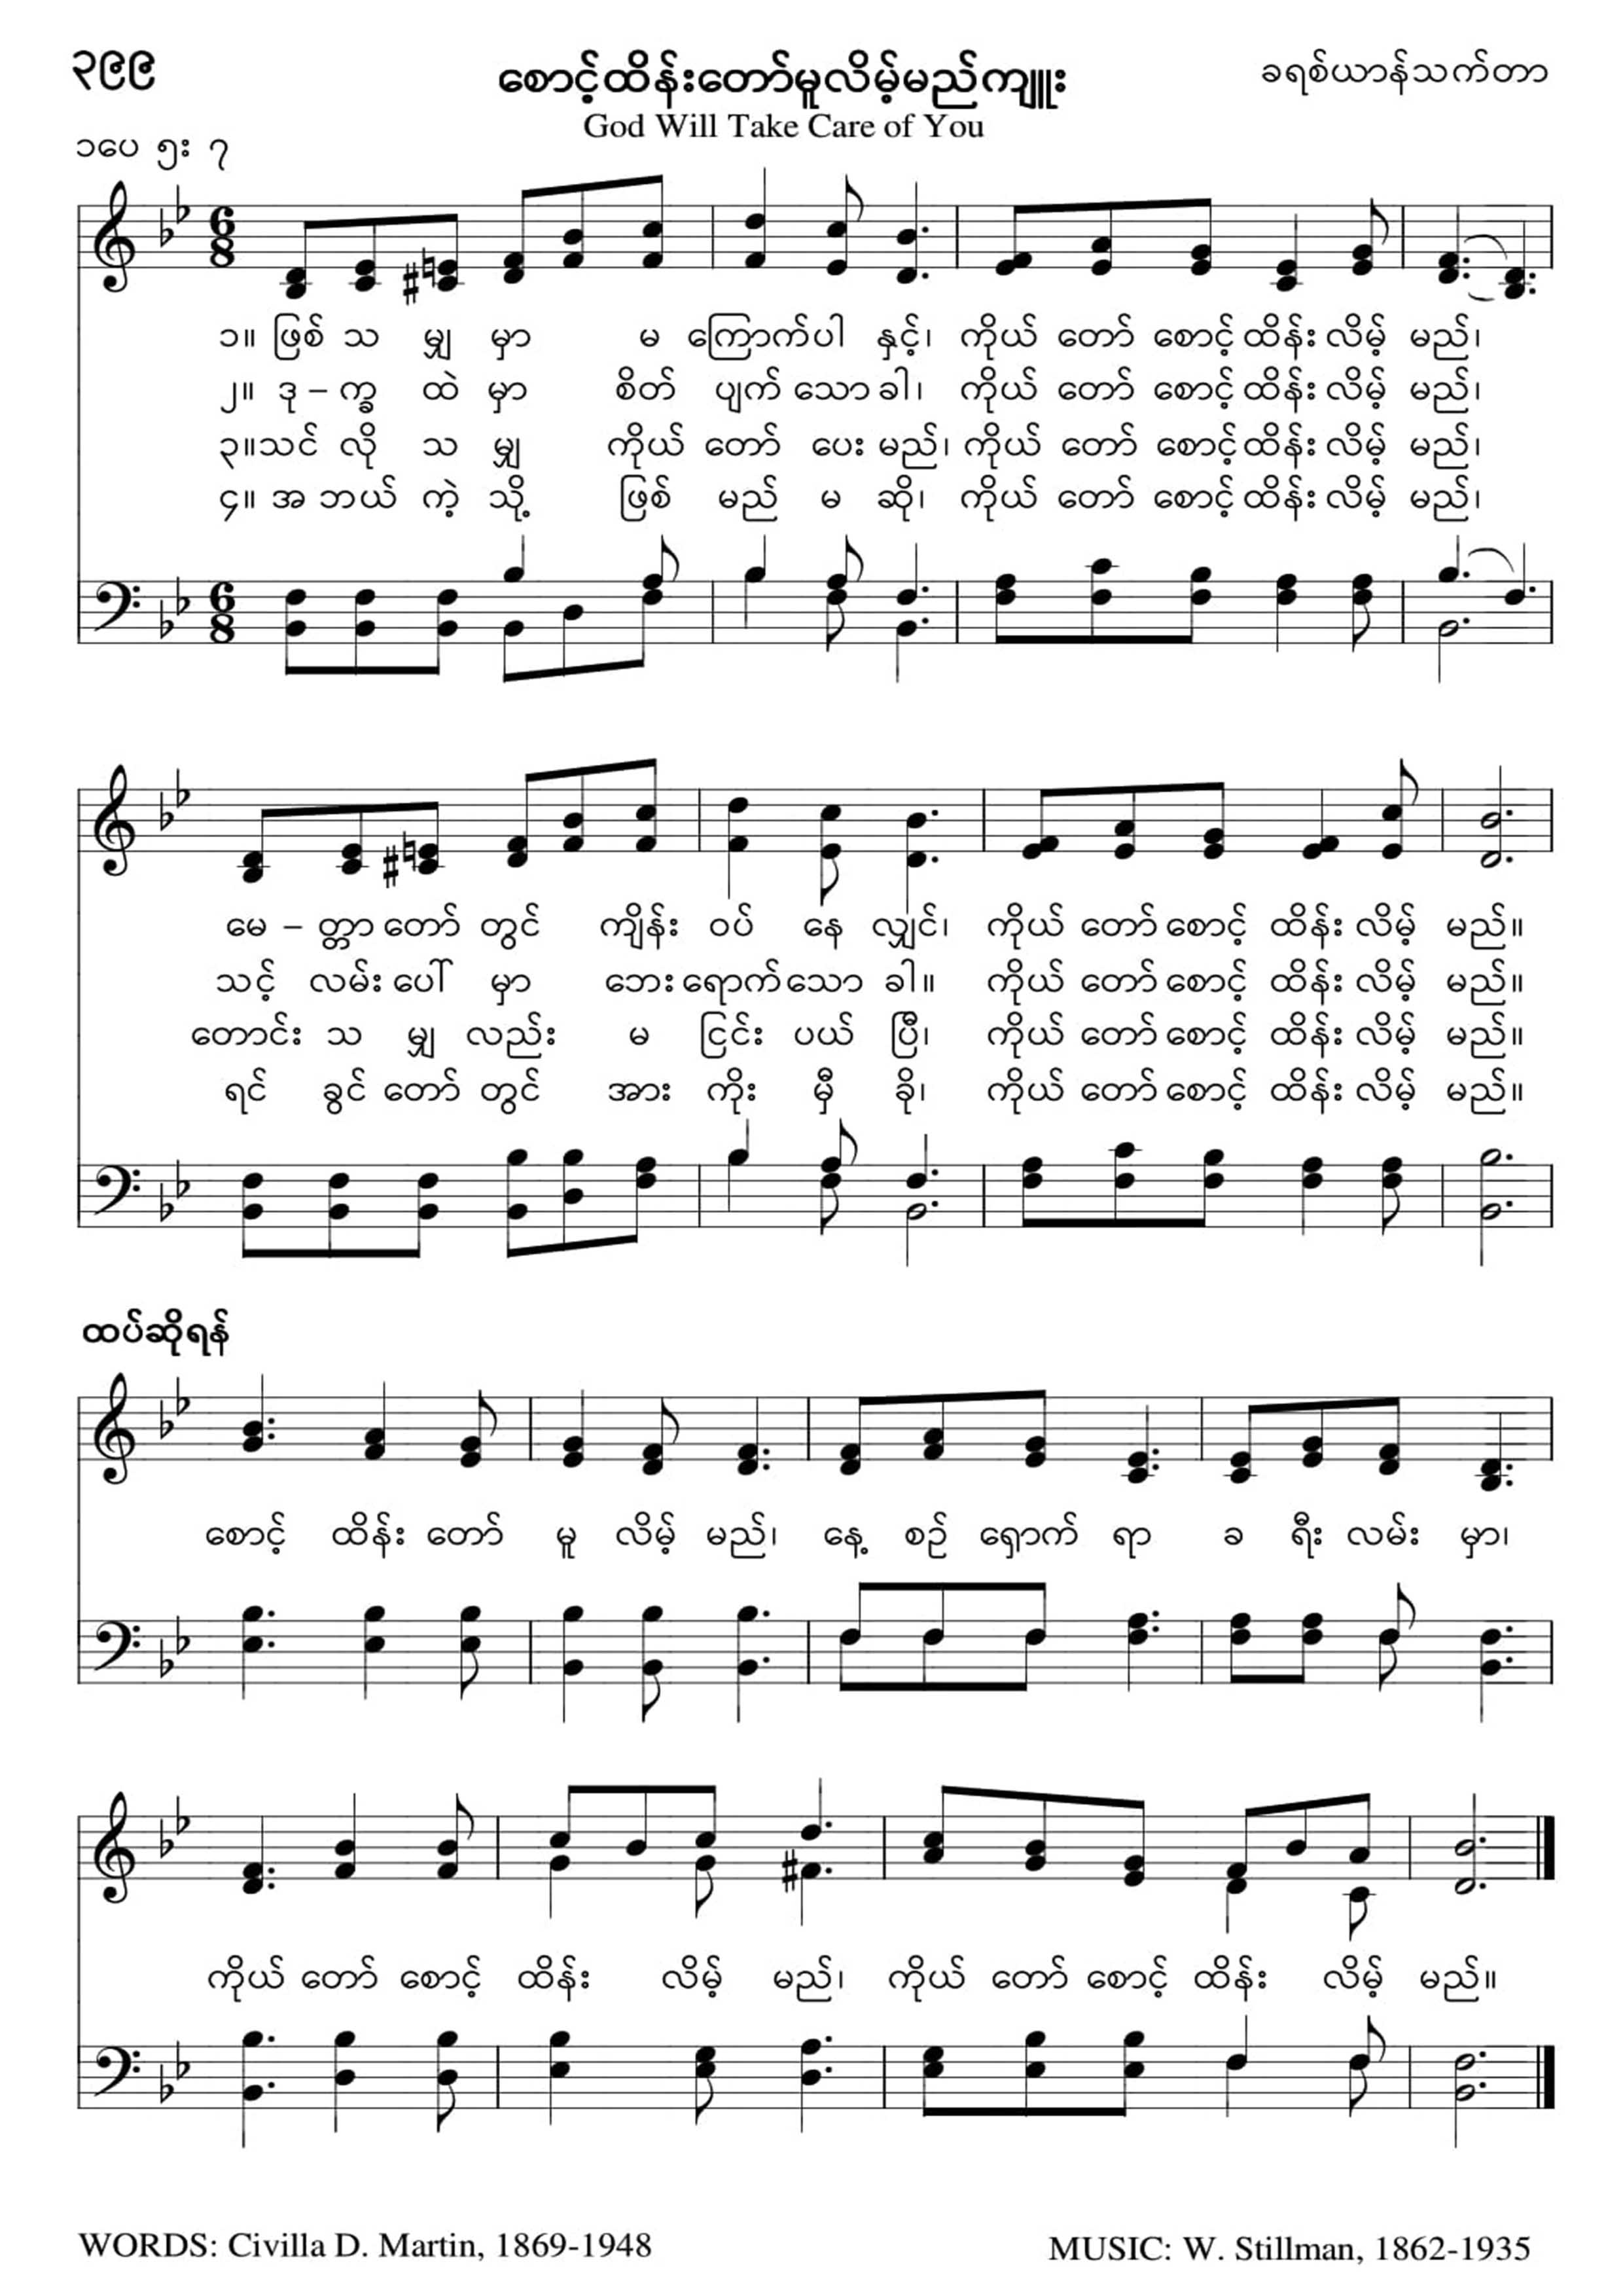 ၃၉၉
စောင့်ထိန်းတော်မူလိမ့်မည်ကျူး
ခရစ်ယာန်သက်တာ
God Will Take Care of You
၁ပေ ၅း ၇
၁။ ဖြစ် သ မျှ မှာ မ ကြောက်ပါ နှင့်၊ ကိုယ် တော် စောင့် ထိန်း လိမ့် မည်၊
၂။ ဒု – က္ခ ထဲ မှာ စိတ် ပျက် သော ခါ၊ ကိုယ် တော် စောင့် ထိန်း လိမ့် မည်၊
၃။သင် လို သ မျှ ကိုယ် တော် ပေး မည်၊ ကိုယ် တော် စောင့် ထိန်း လိမ့် မည်၊
၄။ အ ဘယ် ကဲ့ သို့ ဖြစ် မည် မ ဆို၊ ကိုယ် တော် စောင့် ထိန်း လိမ့် မည်၊
မေ – တ္တာ တော် တွင် ကျိန်း ဝပ် နေ လျှင်၊ ကိုယ် တော် စောင့် ထိန်း လိမ့် မည်။
သင့် လမ်း ပေါ် မှာ ဘေး ရောက် သော ခါ။ ကိုယ် တော် စောင့် ထိန်း လိမ့် မည်။
တောင်း သ မျှ လည်း မ ငြင်း ပယ် ပြီ၊ ကိုယ် တော် စောင့် ထိန်း လိမ့် မည်။
ရင် ခွင် တော် တွင် အား ကိုး မှီ ခို၊ ကိုယ် တော် စောင့် ထိန်း လိမ့် မည်။
ထပ်ဆိုရန်
စောင့် ထိန်း တော် မူ လိမ့် မည်၊ နေ့ စဉ် ရှောက် ရာ ခ ရီး လမ်း မှာ၊
ကိုယ် တော် စောင့် ထိန်း လိမ့် မည်၊ ကိုယ် တော် စောင့် ထိန်း လိမ့် မည်။
WORDS: Civilla D. Martin, 1869-1948
MUSIC: W. Stillman, 1862-1935